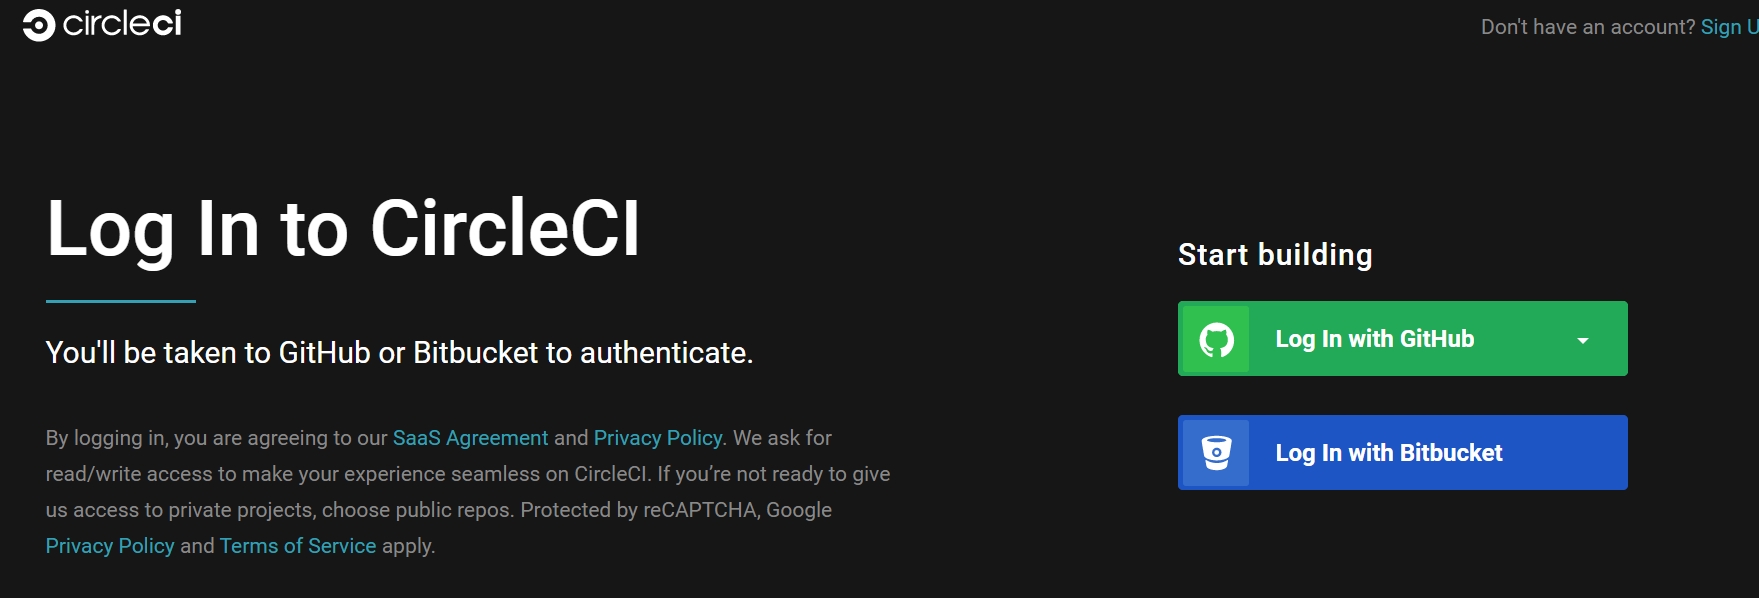 circleci
Don't have an account? Sign U
Log In to CircleCI
You'll be taken to GitHub or Bitbucket to authenticate.
By logging in, you are agreeing to our SaaS Agreement and Privacy Policy. We ask for
read/write access to make your experience seamless on CircleCI. If you’re not ready to give
us access to private projects, choose public repos. Protected by reCAPTCHA, Google
Privacy Policy and Terms of Service apply.
Start building
Log In with GitHub
Log In with Bitbucket